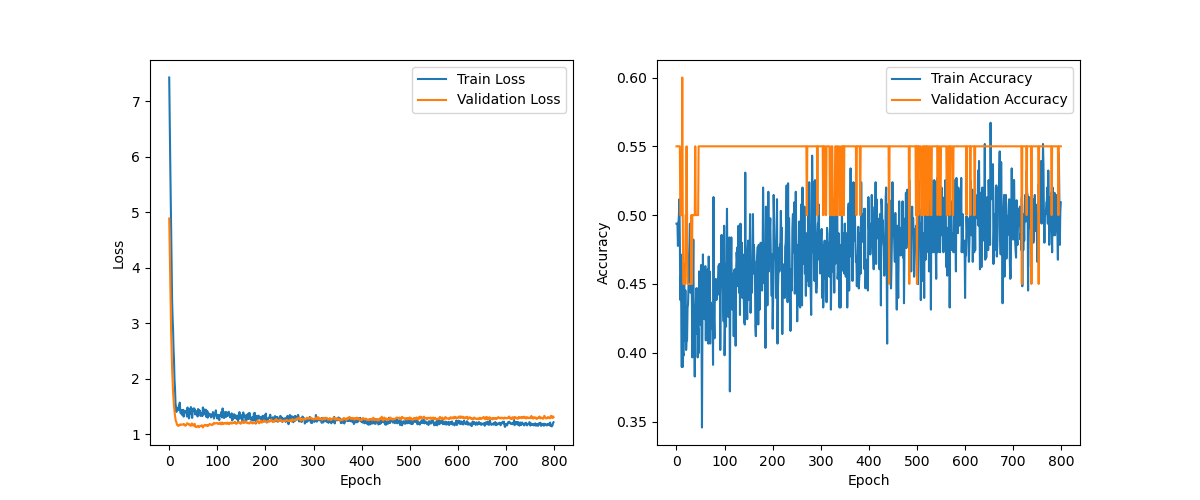 Train Loss
Validation Loss
7
6
5
4
3
2
1
Loss
0 100 200 300 400 500 600 700 800
Epoch
Train Accuracy
Validation Accuracy
0.60
0.55
0.50
0.45
0.40
0.35
Accuracy
0 100 200 300 400 500 600 700 800
Epoch